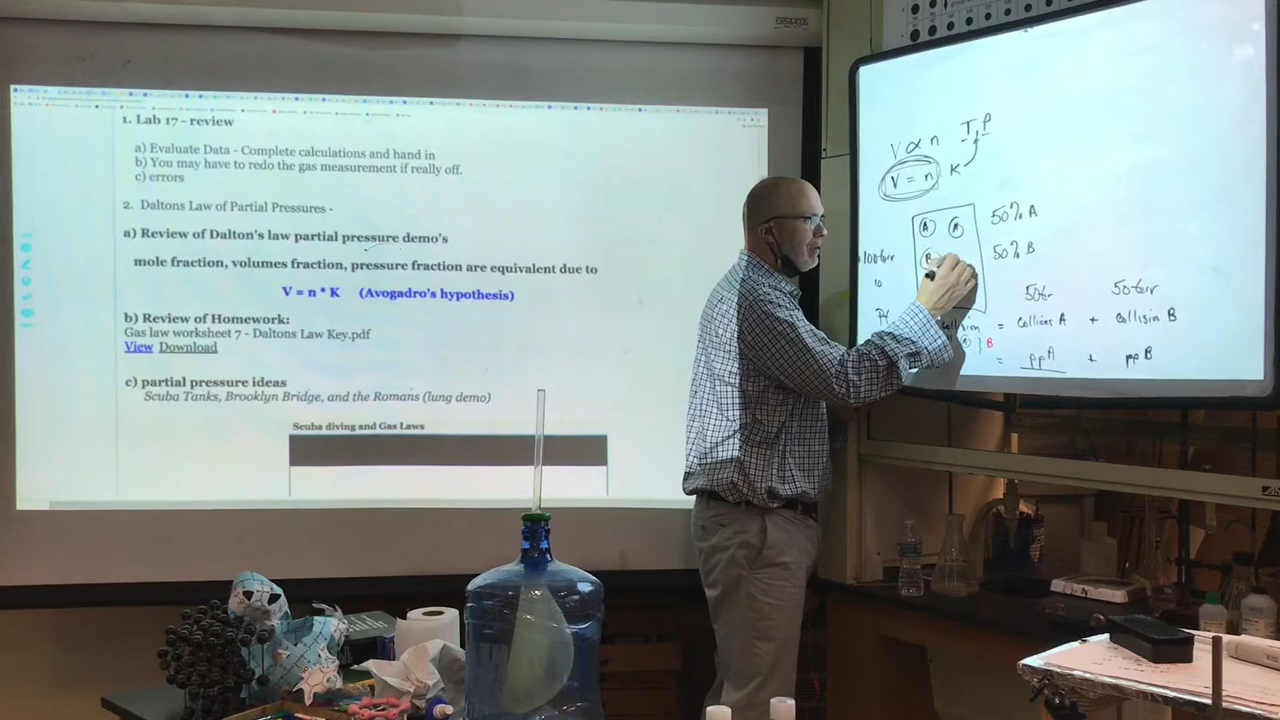 1. Lab 17 - review
a) Evaluate Data - Complete calculations and hand in
b) You may have to redo the gas measurement if really off.
c) errors
2. Daltons Law of Partial Pressures -
a) Review of Dalton's law partial pressure demo's
mole fraction, volumes fraction, pressure fraction are equivalent due to
V = n * K (Avogadro's hypothesis)
b) Review of Homework:
Gas law worksheet 7 - Daltons Law Key.pdf
View Download
c) partial pressure ideas
Scuba Tanks, Brooklyn Bridge, and the Romans (lung demo)
Scuba diving and Gas Laws
V ∝ n T, P
V = n K
A A 50% A
B 50% B
100 torr
50 torr
= Collisions A + Collision B
A } B
= ppA + ppB